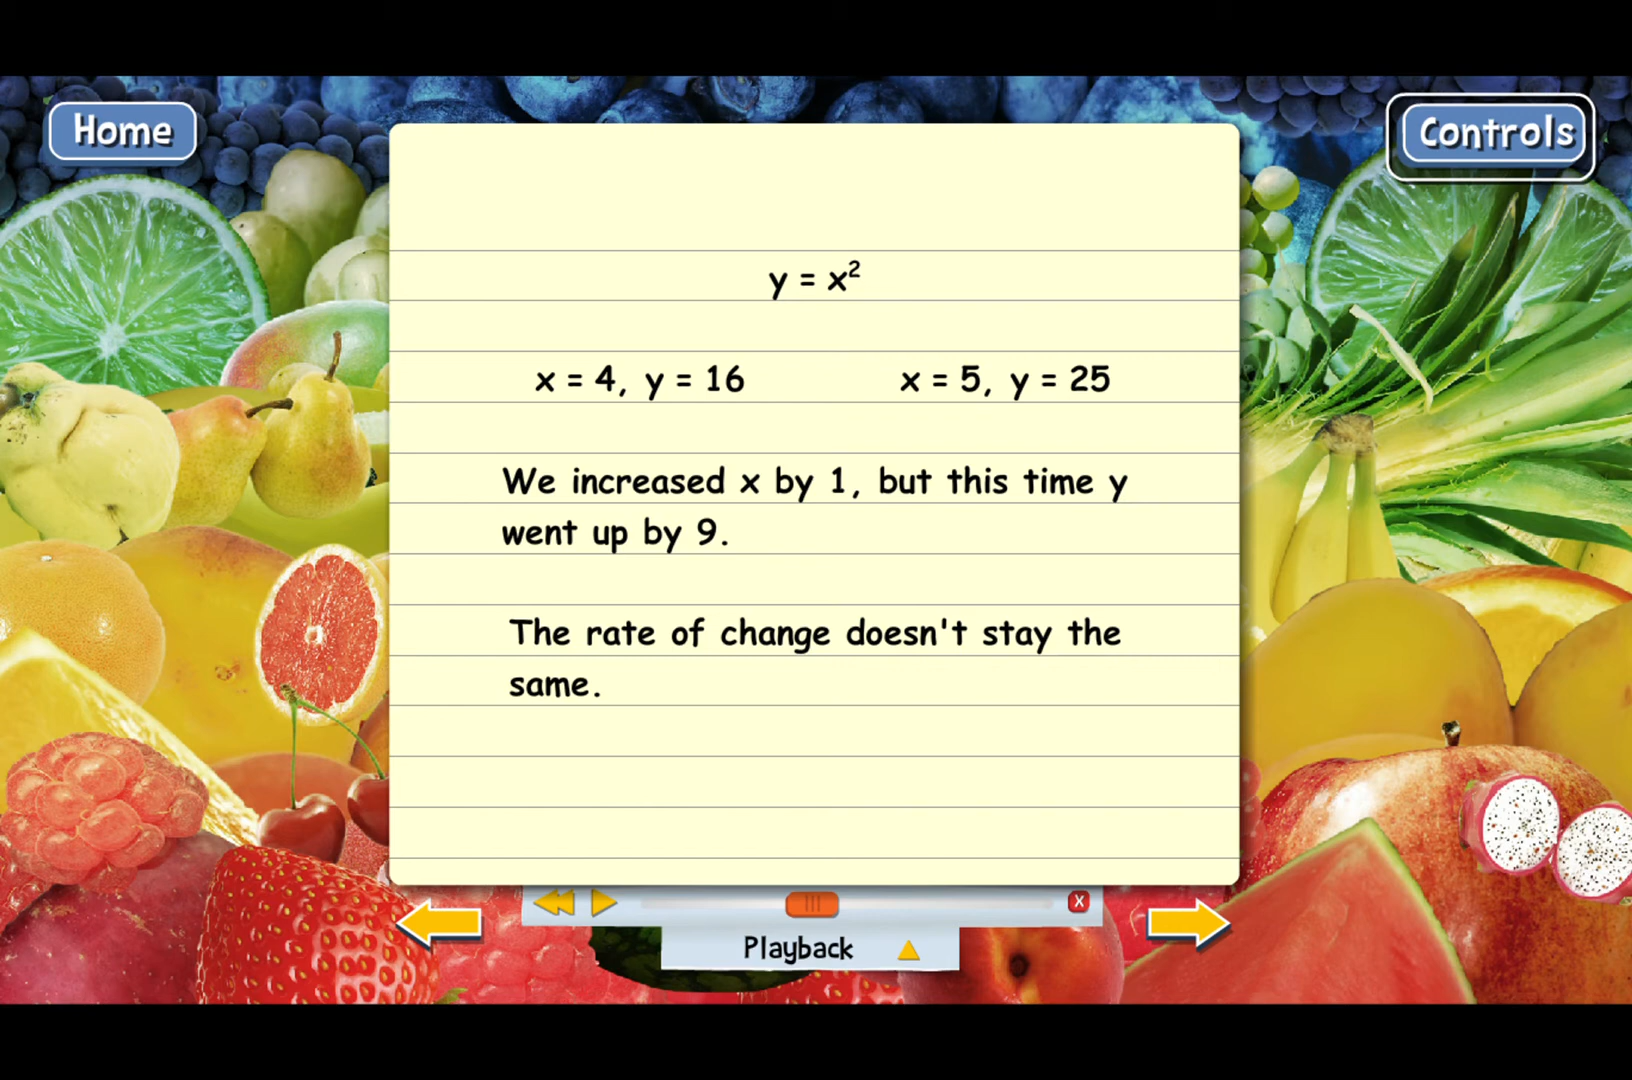 Home
Controls
y = x²
x = 4, y = 16
x = 5, y = 25
We increased x by 1, but this time y
went up by 9.
The rate of change doesn't stay the
same.
X
Playback